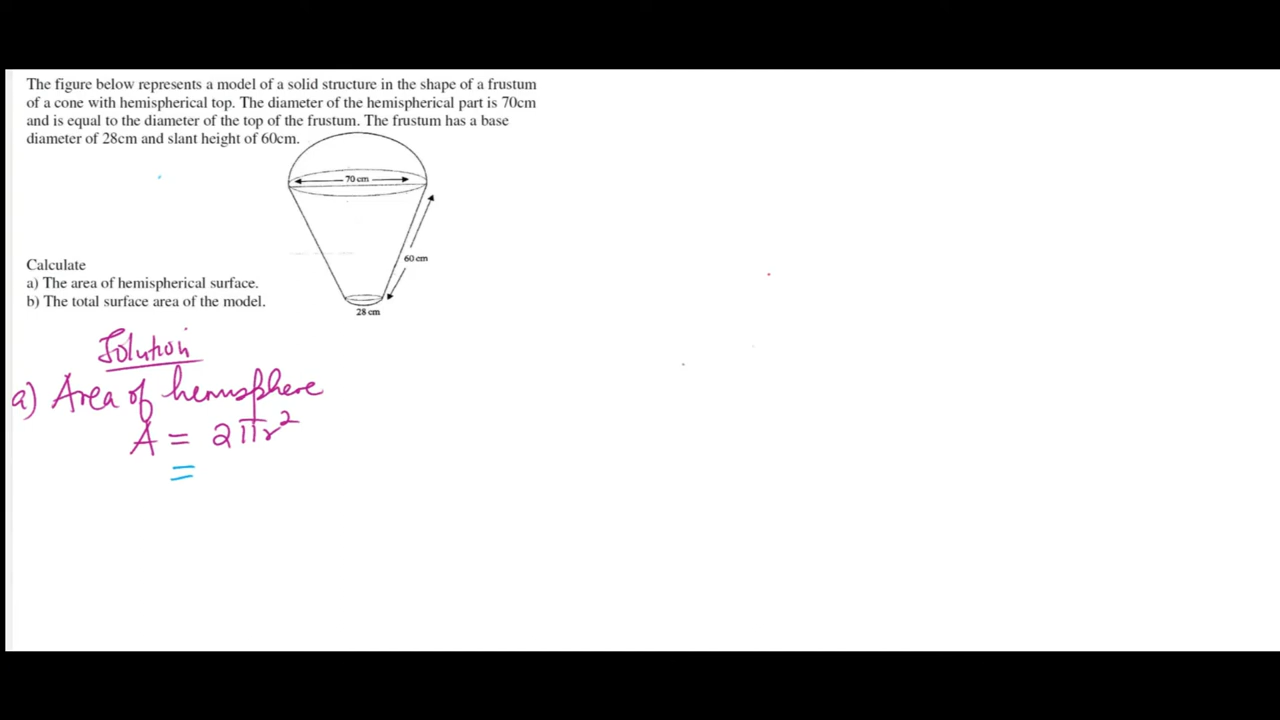 The figure below represents a model of a solid structure in the shape of a frustum
of a cone with hemispherical top. The diameter of the hemispherical part is 70cm
and is equal to the diameter of the top of the frustum. The frustum has a base
diameter of 28cm and slant height of 60cm.
70 cm
60 cm
28 cm
Calculate
a) The area of hemispherical surface.
b) The total surface area of the model.
Solution
a) Area of hemisphere
A = 2πr²
=